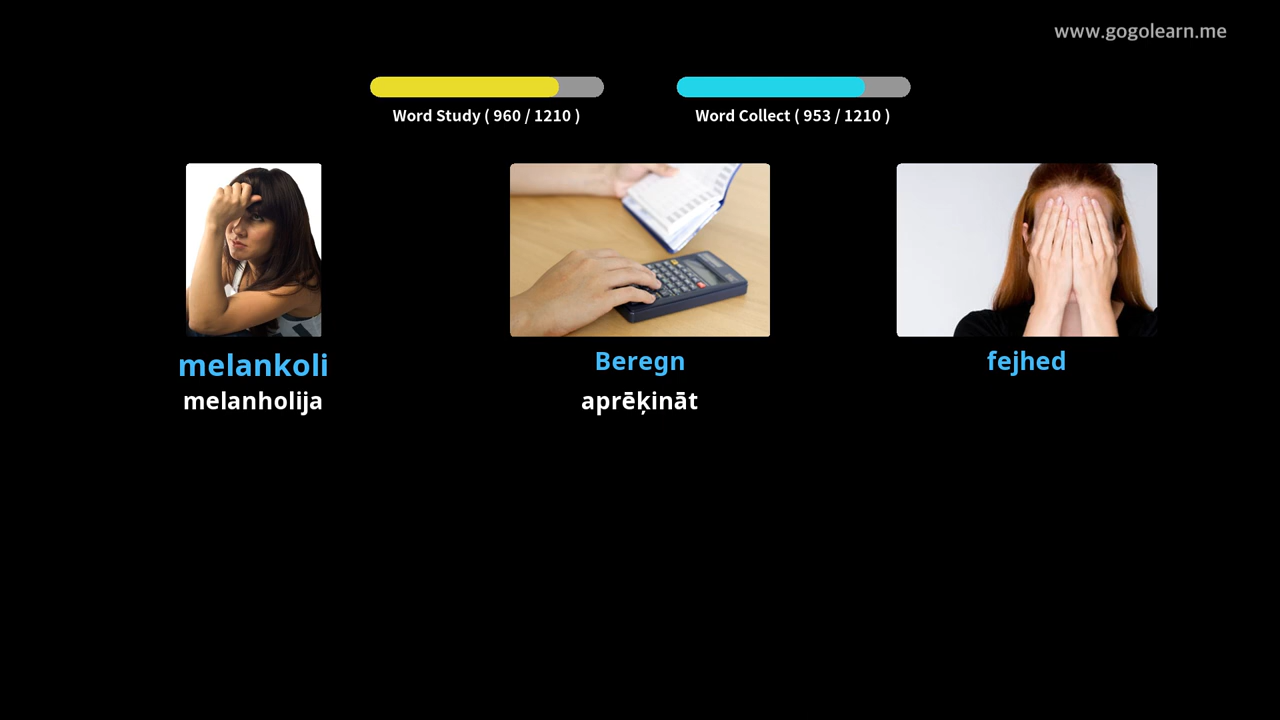 www.gogolearn.me
Word Study ( 960 / 1210 )
Word Collect ( 953 / 1210 )
melankoli
melanholija
Beregn
aprēķināt
fejhed